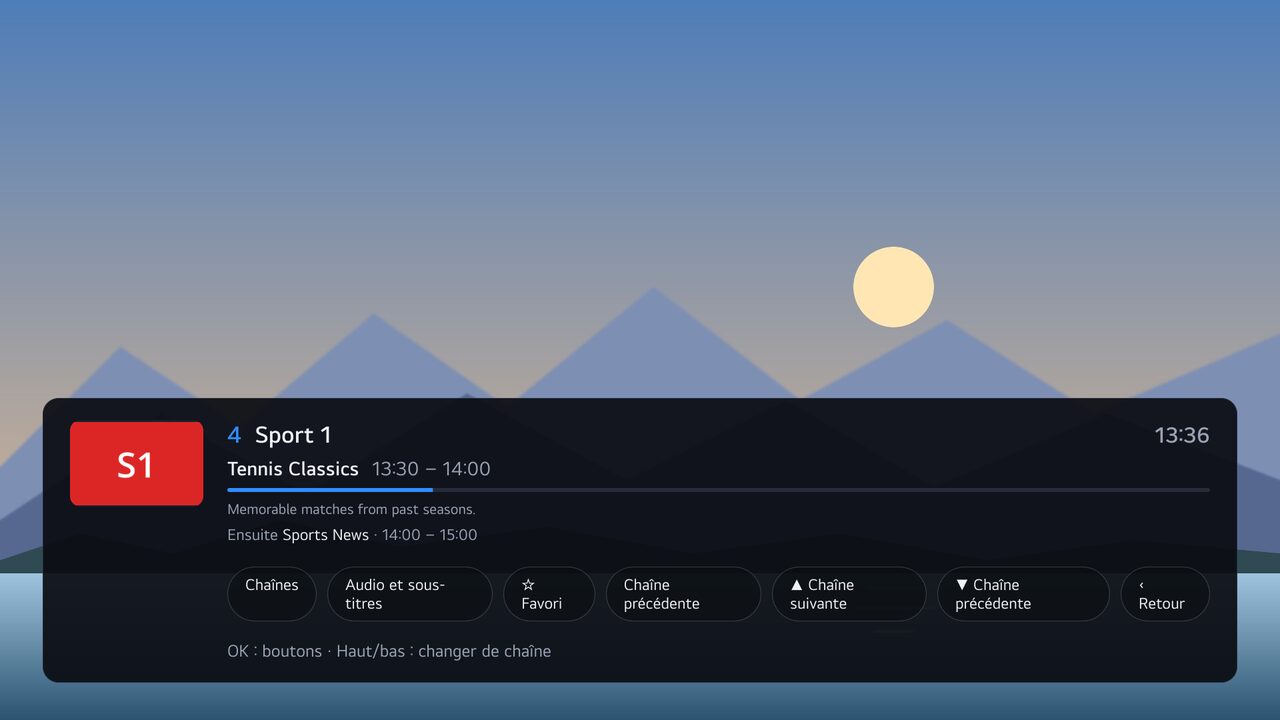 S1
4 Sport 1
13:36
Tennis Classics 13:30 – 14:00
Memorable matches from past seasons.
Ensuite Sports News · 14:00 – 15:00
Chaînes
Audio et sous-
titres
☆
Favori
Chaîne
précédente
▲ Chaîne
suivante
▼ Chaîne
précédente
‹
Retour
OK : boutons · Haut/bas : changer de chaîne